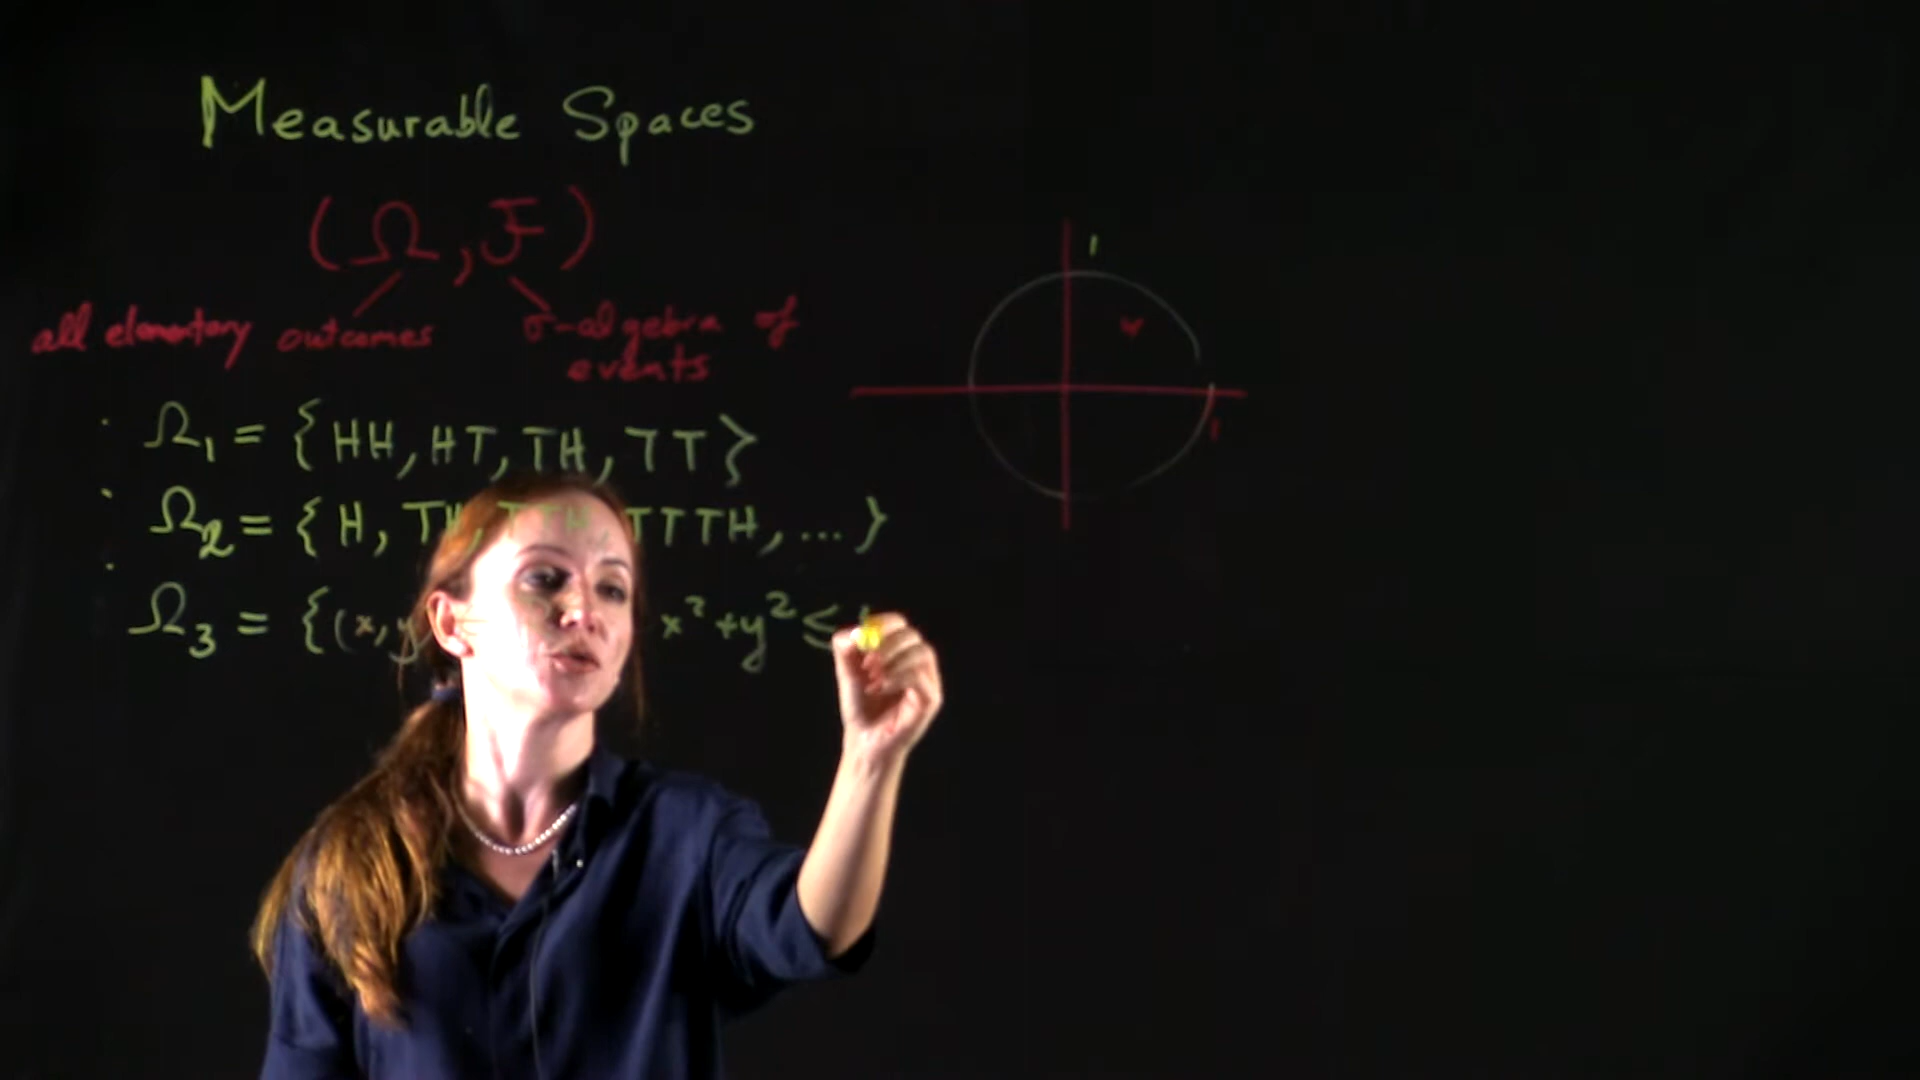 Measurable Spaces
(Ω, F)
all elementary outcomes
σ-algebra of
events
Ω₁ = {HH, HT, TH, TT}
Ω₂ = {H, TH, TTH, TTTH, ...}
Ω₃ = {(x, y x² + y² ≤
1
1